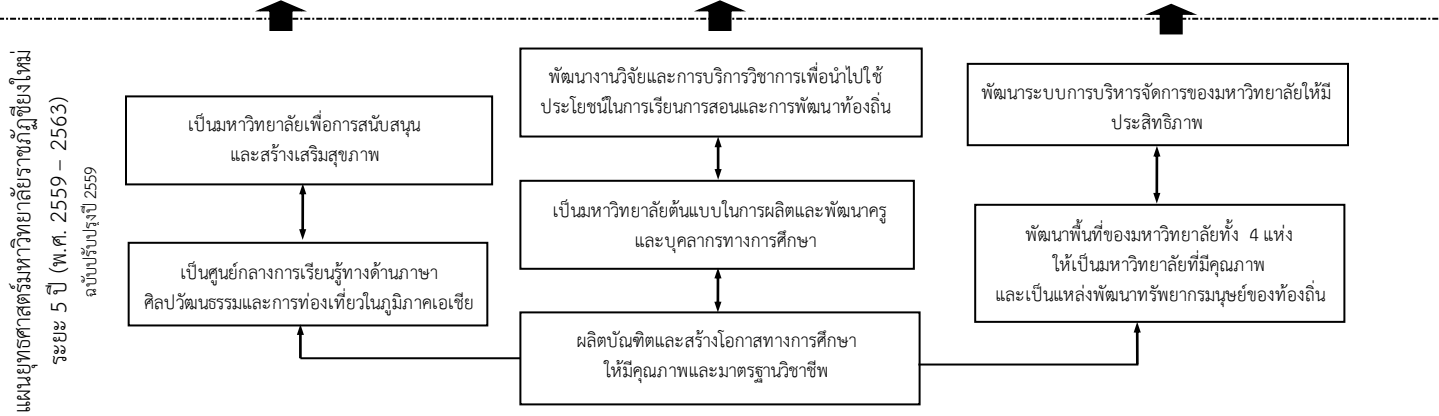 แผนยุทธศาสตร์มหาวิทยาลัยราชภัฏเชียงใหม่
ระยะ 5 ปี (พ.ศ. 2559 – 2563)
ฉบับปรับปรุงปี 2559
เป็นมหาวิทยาลัยเพื่อการสนับสนุน
และสร้างเสริมสุขภาพ
เป็นศูนย์กลางการเรียนรู้ทางด้านภาษา
ศิลปวัฒนธรรมและการท่องเที่ยวในภูมิภาคเอเชีย
พัฒนางานวิจัยและการบริการวิชาการเพื่อนำไปใช้
ประโยชน์ในการเรียนการสอนและการพัฒนาท้องถิ่น
เป็นมหาวิทยาลัยต้นแบบในการผลิตและพัฒนาครู
และบุคลากรทางการศึกษา
ผลิตบัณฑิตและสร้างโอกาสทางการศึกษา
ให้มีคุณภาพและมาตรฐานวิชาชีพ
พัฒนาระบบการบริหารจัดการของมหาวิทยาลัยให้มี
ประสิทธิภาพ
พัฒนาพื้นที่ของมหาวิทยาลัยทั้ง 4 แห่ง
ให้เป็นมหาวิทยาลัยที่มีคุณภาพ
และเป็นแหล่งพัฒนาทรัพยากรมนุษย์ของท้องถิ่น